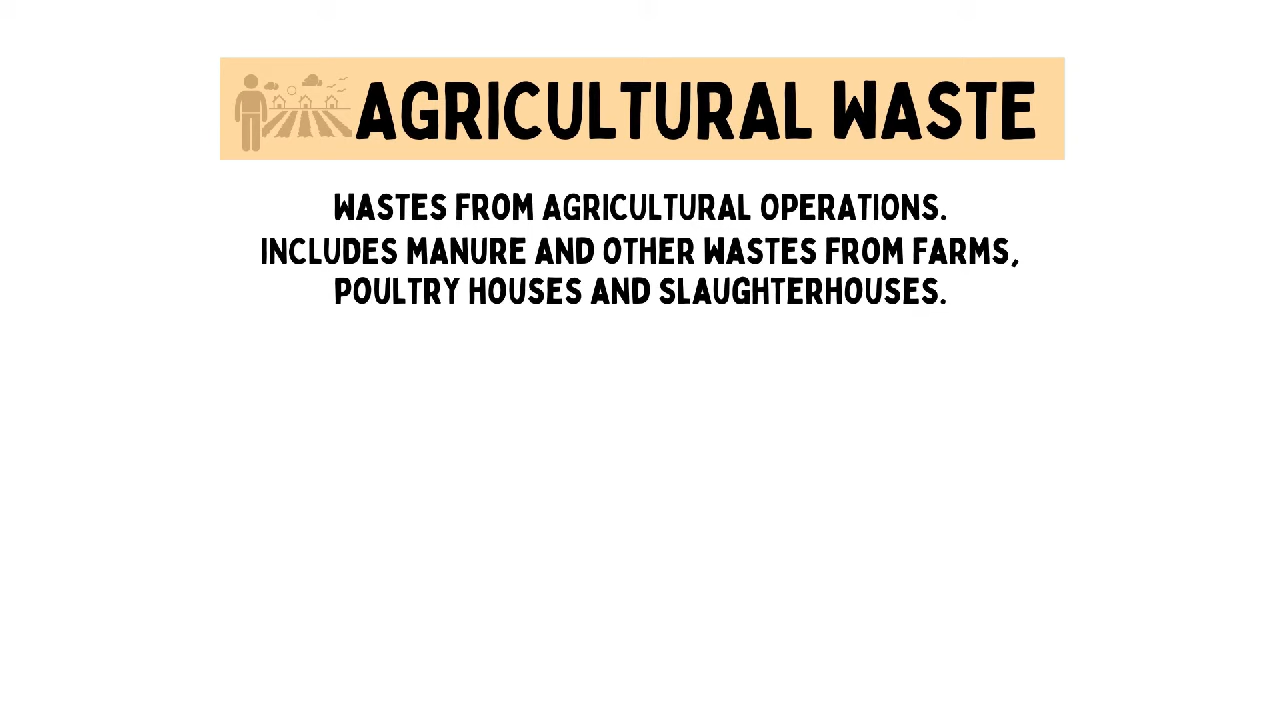 AGRICULTURAL WASTE
WASTES FROM AGRICULTURAL OPERATIONS.
INCLUDES MANURE AND OTHER WASTES FROM FARMS,
POULTRY HOUSES AND SLAUGHTERHOUSES.